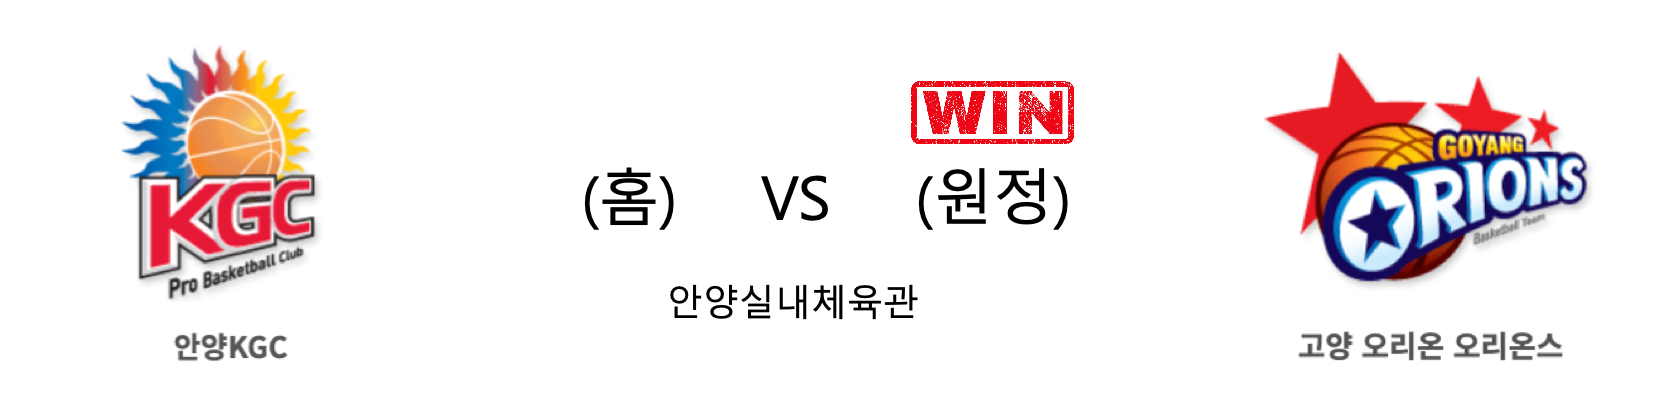 WIN
GOYANG
ORIONS
Basketball Team
KGC
Pro Basketball Club
(홈) VS (원정)
안양실내체육관
안양KGC
고양 오리온 오리온스